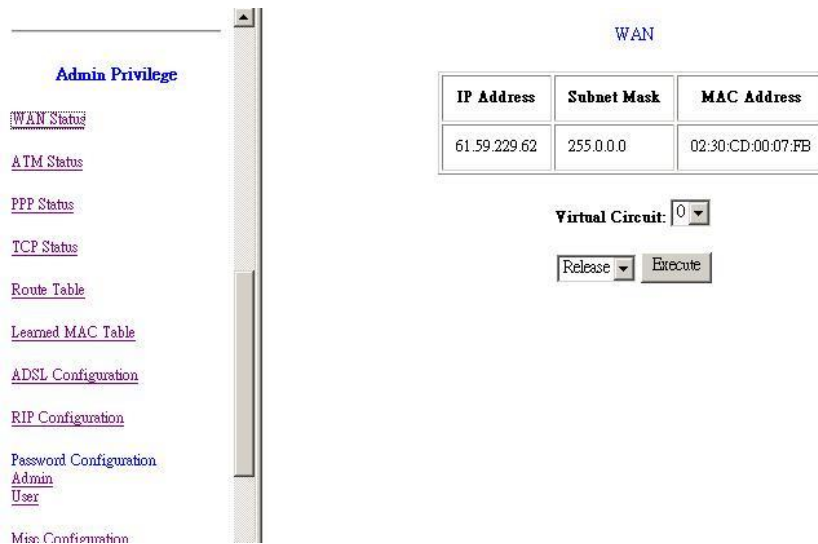 Admin Privilege
WAN Status
ATM Status
PPP Status
TCP Status
Route Table
Learned MAC Table
ADSL Configuration
RIP Configuration
Password Configuration
Admin
User
Misc Configuration
WAN
IP Address Subnet Mask MAC Address
61.59.229.62 255.0.0.0 02:30:CD:00:07:FB
Virtual Circuit: 0
Release Execute